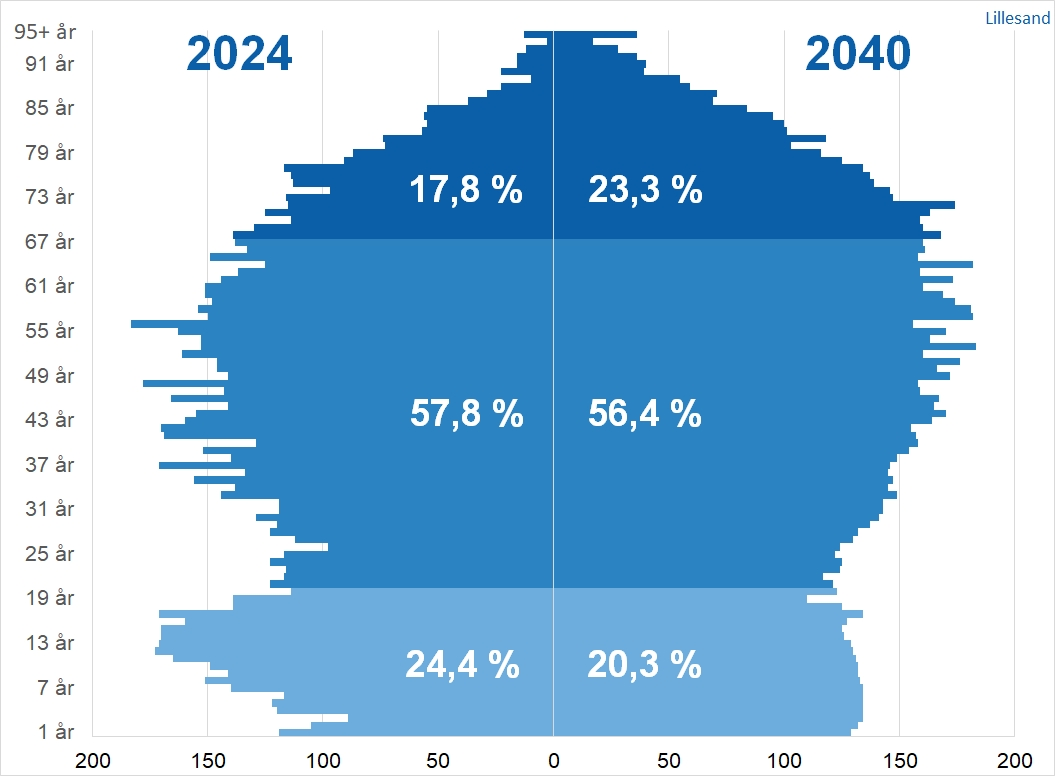 Lillesand
2024 2040
95+ år
91 år
85 år
79 år
17,8 % 23,3 %
73 år
67 år
61 år
55 år
49 år
57,8 % 56,4 %
43 år
37 år
31 år
25 år
19 år
13 år
24,4 % 20,3 %
7 år
1 år
200 150 100 50 0 50 100 150 200